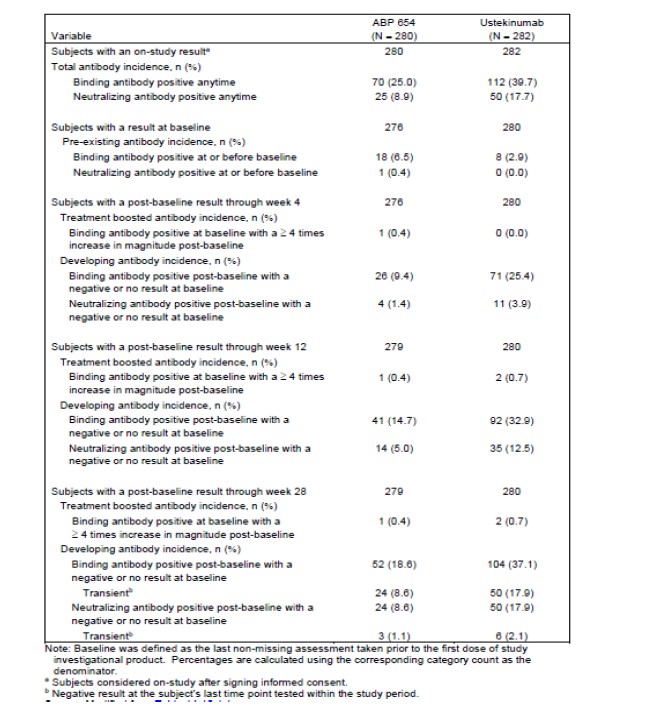 Variable ABP 654 (N = 280) Ustekinumab (N = 282)
Subjects with an on-study resultᵃ 280 282
Total antibody incidence, n (%)
Binding antibody positive anytime 70 (25.0) 112 (39.7)
Neutralizing antibody positive anytime 25 (8.9) 50 (17.7)
Subjects with a result at baseline 276 280
Pre-existing antibody incidence, n (%)
Binding antibody positive at or before baseline 18 (6.5) 8 (2.9)
Neutralizing antibody positive at or before baseline 1 (0.4) 0 (0.0)
Subjects with a post-baseline result through week 4 276 280
Treatment boosted antibody incidence, n (%)
Binding antibody positive at baseline with a ≥ 4 times 1 (0.4) 0 (0.0)
increase in magnitude post-baseline
Developing antibody incidence, n (%)
Binding antibody positive post-baseline with a 26 (9.4) 71 (25.4)
negative or no result at baseline
Neutralizing antibody positive post-baseline with a 4 (1.4) 11 (3.9)
negative or no result at baseline
Subjects with a post-baseline result through week 12 279 280
Treatment boosted antibody incidence, n (%)
Binding antibody positive at baseline with a ≥ 4 times 1 (0.4) 2 (0.7)
increase in magnitude post-baseline
Developing antibody incidence, n (%)
Binding antibody positive post-baseline with a 41 (14.7) 92 (32.9)
negative or no result at baseline
Neutralizing antibody positive post-baseline with a 14 (5.0) 35 (12.5)
negative or no result at baseline
Subjects with a post-baseline result through week 28 279 280
Treatment boosted antibody incidence, n (%)
Binding antibody positive at baseline with a 1 (0.4) 2 (0.7)
≥ 4 times increase in magnitude post-baseline
Developing antibody incidence, n (%)
Binding antibody positive post-baseline with a 52 (18.6) 104 (37.1)
negative or no result at baseline
Transientᵇ 24 (8.6) 50 (17.9)
Neutralizing antibody positive post-baseline with a 24 (8.6) 50 (17.9)
negative or no result at baseline
Transientᵇ 3 (1.1) 6 (2.1)
Note: Baseline was defined as the last non-missing assessment taken prior to the first dose of study
investigational product. Percentages are calculated using the corresponding category count as the
denominator.
ᵃ Subjects considered on-study after signing informed consent.
ᵇ Negative result at the subject's last time point tested within the study period.